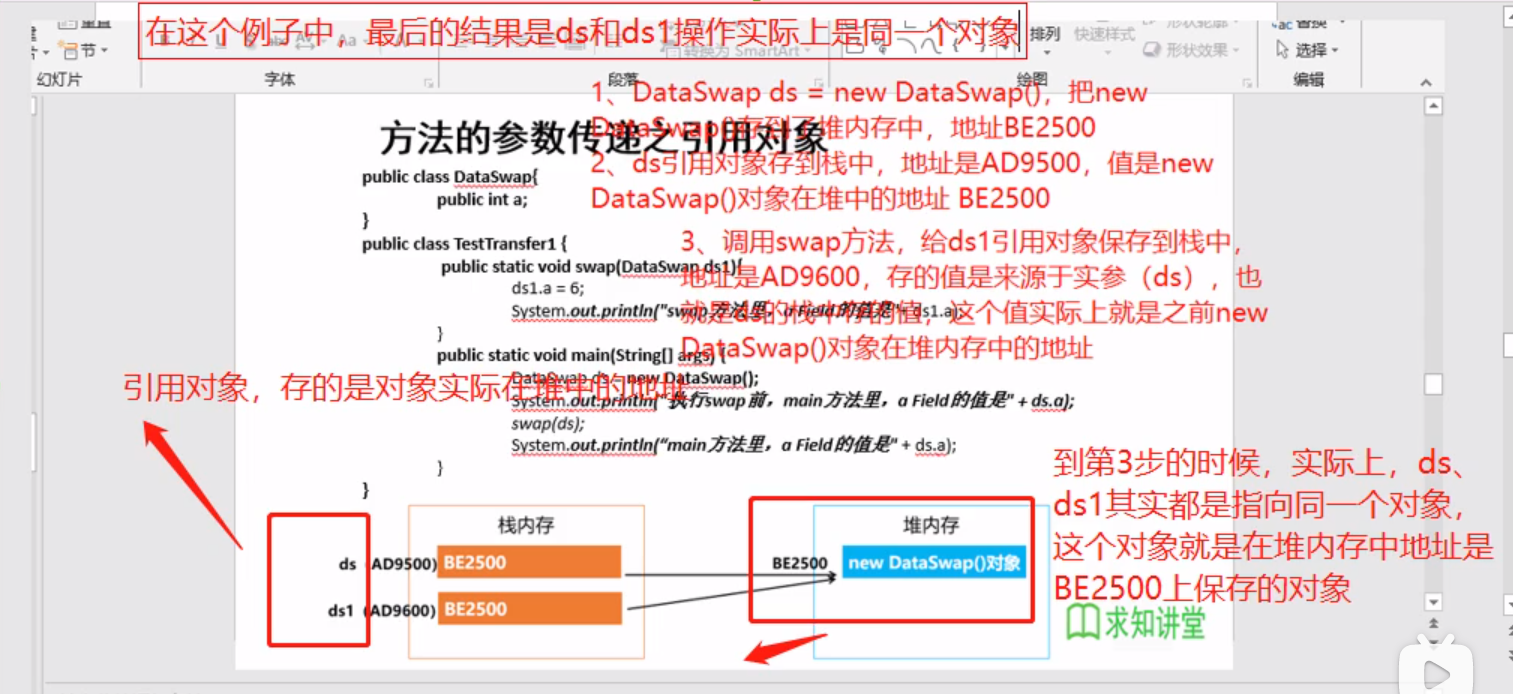 重置
在这个例子中，最后的结果是ds和ds1操作实际上是同一个对象
排列
快速样式
形状轮廓
替换
节
Aa
转换为 SmartArt
形状效果
选择
幻灯片
字体
段落
绘图
编辑
1、DataSwap ds = new DataSwap()，把new
DataSwap()存到了堆内存中，地址BE2500
方法的参数传递之引用对象
2、ds引用对象存到栈中，地址是AD9500，值是new
DataSwap()对象在堆中的地址 BE2500
public class DataSwap{
public int a;
}
public class TestTransfer1 {
3、调用swap方法，给ds1引用对象保存到栈中，
地址是AD9600，存的值是来源于实参（ds），也
就是ds的栈中存的值，这个值实际上就是之前new
DataSwap()对象在堆内存中的地址
public static void swap(DataSwap ds1){
ds1.a = 6;
System.out.println("swap方法里，a Field的值是"+ ds1.a);
}
public static void main(String[] args) {
引用对象，存的是对象实际在堆中的地址
DataSwap ds = new DataSwap();
System.out.println("执行swap前，main方法里，a Field的值是" + ds.a);
swap(ds);
System.out.println(“main方法里，a Field的值是" + ds.a);
}
}
到第3步的时候，实际上，ds、
ds1其实都是指向同一个对象，
这个对象就是在堆内存中地址是
BE2500上保存的对象
栈内存
堆内存
ds (AD9500) BE2500
BE2500 new DataSwap()对象
ds1 (AD9600) BE2500
求知讲堂